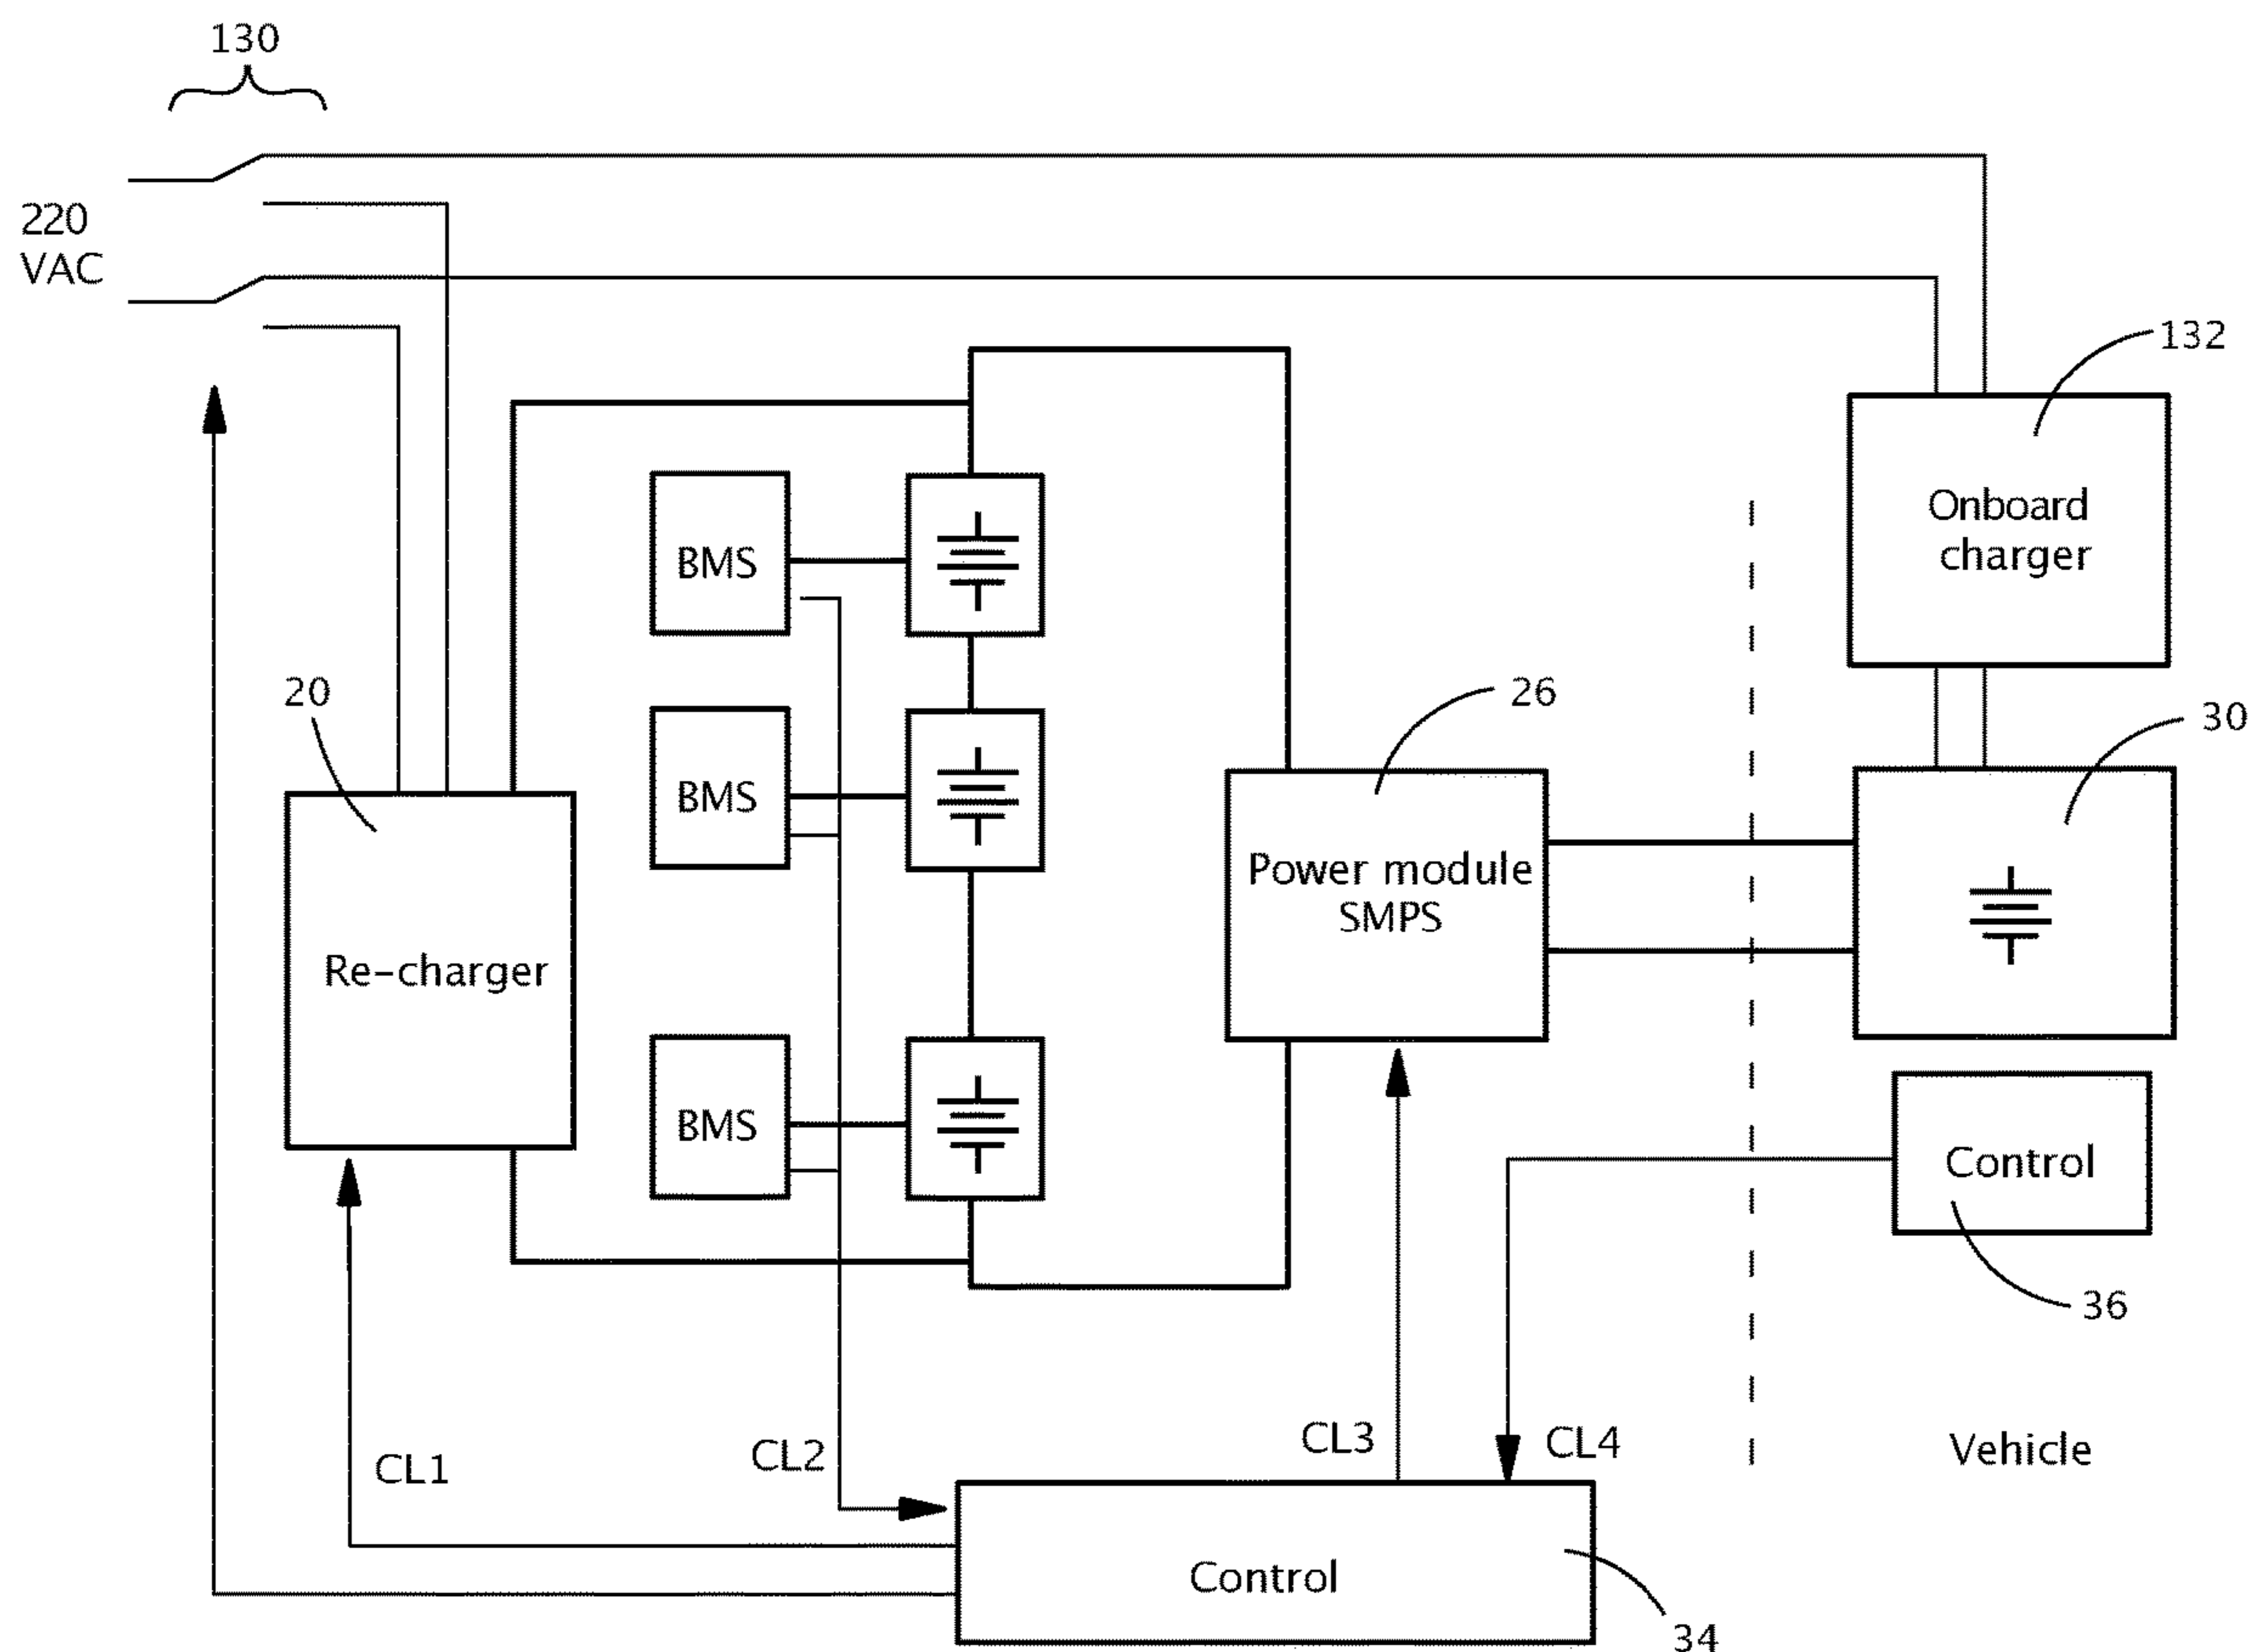 130
220
VAC
132
Onboard
charger
BMS
20
26
30
BMS
Power module
SMPS
Re-charger
BMS
Control
36
CL1
CL2
CL3
CL4
Vehicle
Control
34